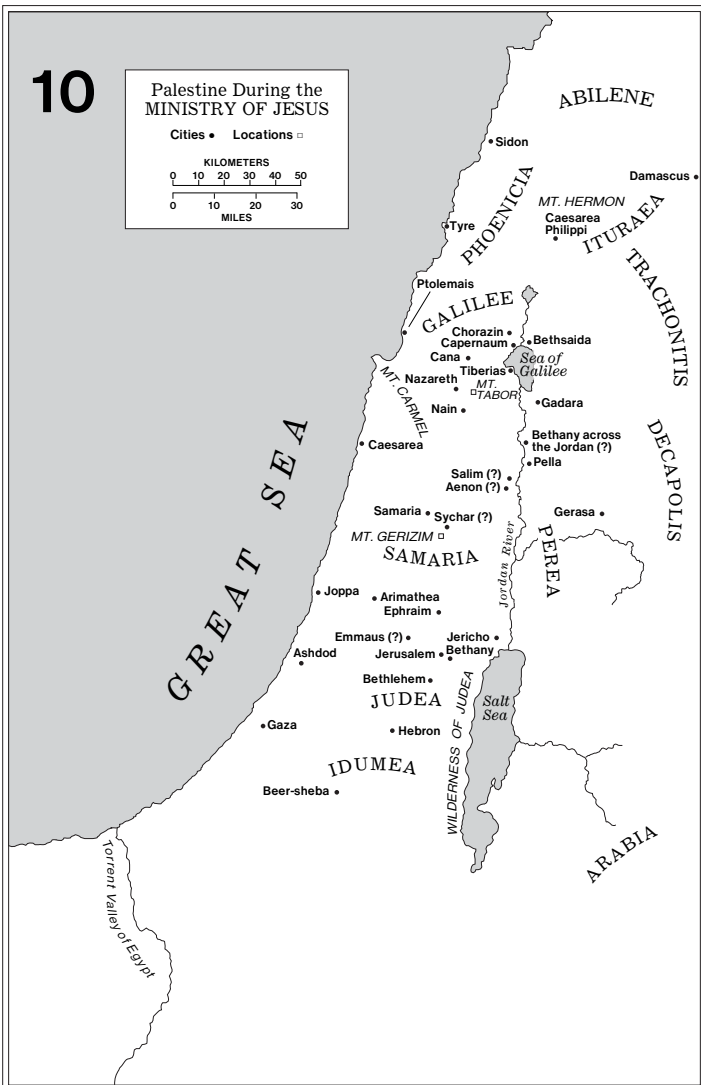 10
Palestine During the
MINISTRY OF JESUS
Cities • Locations □
KILOMETERS
0 10 20 30 40 50
0 10 20 30
MILES
ABILENE
Sidon
Damascus
PHOENICIA
MT. HERMON
Caesarea
Philippi
ITURAEA
Tyre
TRACHONITIS
Ptolemais
GALILEE
Chorazin
Capernaum
Bethsaida
Cana
Sea of
Galilee
Tiberias
MT. CARMEL
Nazareth
MT.
TABOR
Nain
Gadara
GREAT SEA
Caesarea
Bethany across
the Jordan (?)
DECAPOLIS
Pella
Salim (?)
Aenon (?)
Samaria
Sychar (?)
Gerasa
MT. GERIZIM
SAMARIA
Jordan River
PEREA
Joppa
Arimathea
Ephraim
Emmaus (?)
Jericho
Jerusalem
Bethany
Ashdod
Bethlehem
JUDEA
WILDERNESS OF JUDEA
Salt
Sea
Gaza
Hebron
IDUMEA
Beer-sheba
ARABIA
Torrent Valley of Egypt